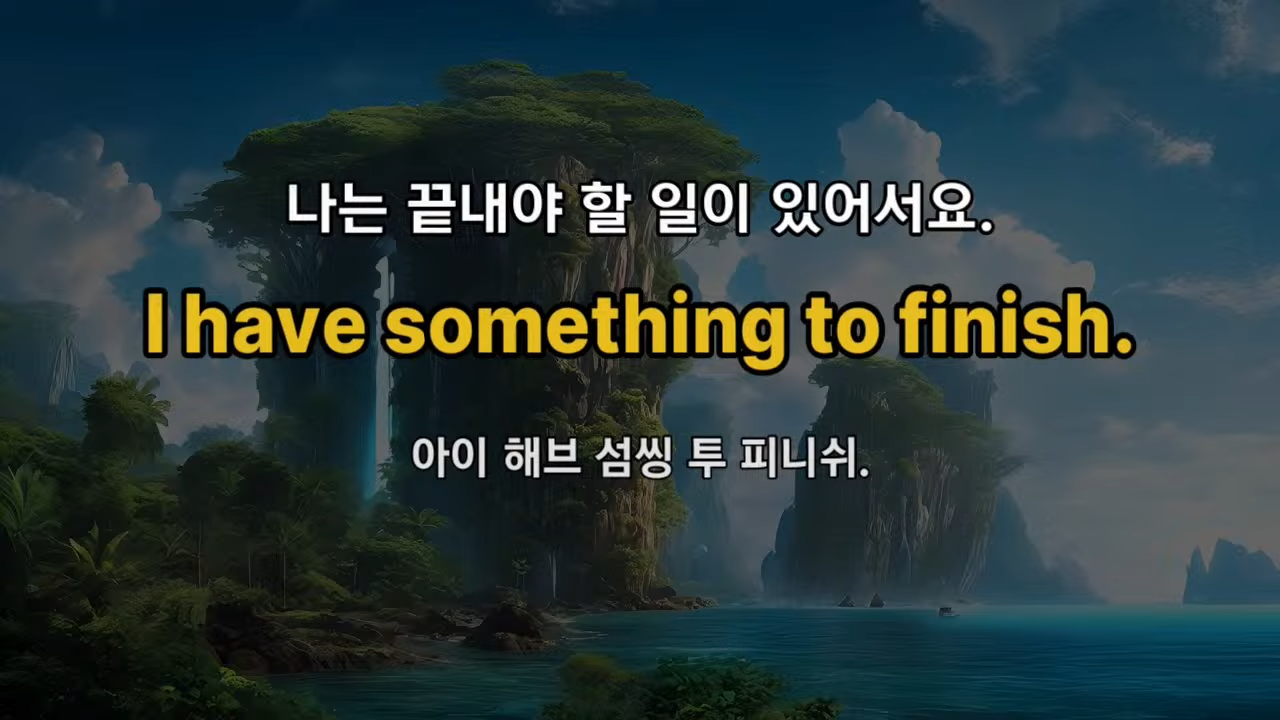 나는 끝내야 할 일이 있어서요.
I have something to finish.
아이 해브 섬씽 투 피니쉬.